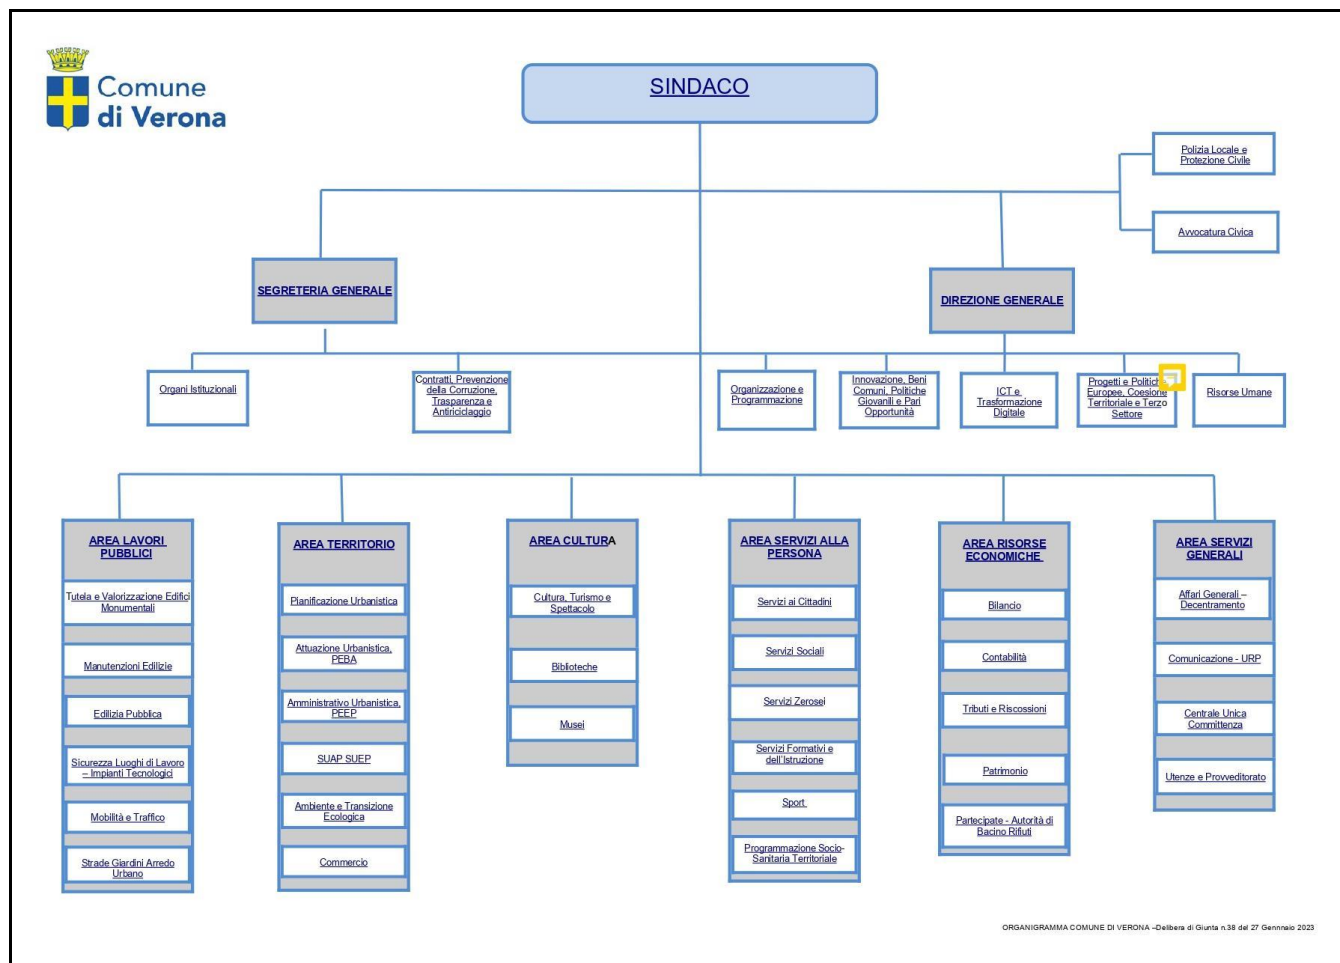 Comune
di Verona
SINDACO
Polizia Locale e
Protezione Civile
Avvocatura Civica
SEGRETERIA GENERALE
DIREZIONE GENERALE
Organi Istituzionali
Contratti, Prevenzione
della Corruzione,
Trasparenza e
Antiriciclaggio
Organizzazione e
Programmazione
Innovazione, Beni
Comuni, Politiche
Giovanili e Pari
Opportunità
ICT e
Trasformazione
Digitale
Progetti e Politiche
Europee, Coesione
Territoriale e Terzo
Settore
Risorse Umane
AREA LAVORI
PUBBLICI
Tutela e Valorizzazione Edifici
Monumentali
Manutenzioni Edilizie
Edilizia Pubblica
Sicurezza Luoghi di Lavoro
– Impianti Tecnologici
Mobilità e Traffico
Strade Giardini Arredo
Urbano
AREA TERRITORIO
Pianificazione Urbanistica
Attuazione Urbanistica,
PEBA
Amministrativo Urbanistica,
PEEP
SUAP SUEP
Ambiente e Transizione
Ecologica
Commercio
AREA CULTURA
Cultura, Turismo e
Spettacolo
Biblioteche
Musei
AREA SERVIZI ALLA
PERSONA
Servizi ai Cittadini
Servizi Sociali
Servizi Zerosei
Servizi Formativi e
dell'Istruzione
Sport
Programmazione Socio-
Sanitaria Territoriale
AREA RISORSE
ECONOMICHE
Bilancio
Contabilità
Tributi e Riscossioni
Patrimonio
Partecipate - Autorità di
Bacino Rifiuti
AREA SERVIZI
GENERALI
Affari Generali –
Decentramento
Comunicazione - URP
Centrale Unica
Committenza
Utenze e Provveditorato
ORGANIGRAMMA COMUNE DI VERONA –Delibera di Giunta n.38 del 27 Gennnaio 2023